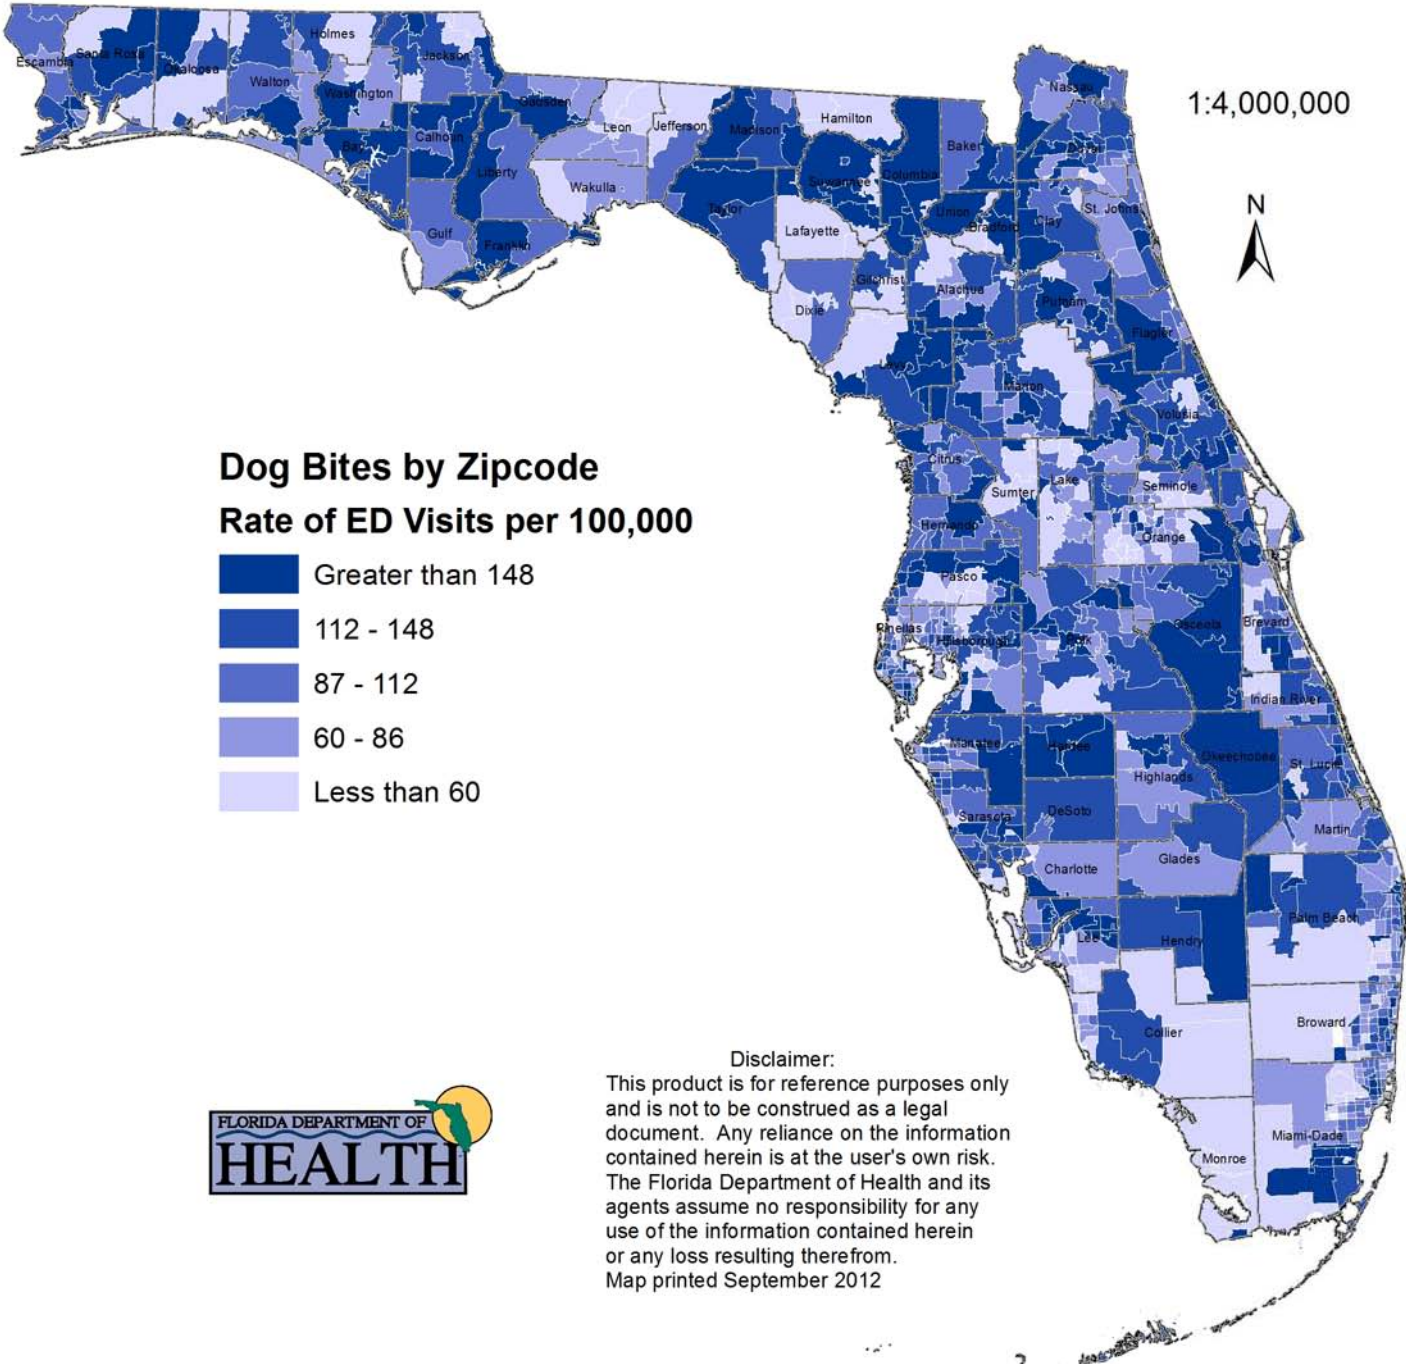 1:4,000,000
N
Escambia
Santa Rosa
Okaloosa
Walton
Holmes
Washington
Jackson
Bay
Calhoun
Gulf
Liberty
Gadsden
Franklin
Leon
Wakulla
Jefferson
Madison
Taylor
Hamilton
Suwannee
Lafayette
Dixie
Columbia
Gilchrist
Levy
Baker
Union
Bradford
Alachua
Nassau
Duval
Clay
St. Johns
Putnam
Flagler
Marion
Volusia
Citrus
Sumter
Lake
Seminole
Hernando
Orange
Pasco
Pinellas
Hillsborough
Polk
Osceola
Brevard
Indian River
Manatee
Hardee
Highlands
Okeechobee
St. Lucie
Sarasota
DeSoto
Martin
Charlotte
Glades
Lee
Hendry
Palm Beach
Collier
Broward
Monroe
Miami-Dade
Dog Bites by Zipcode
Rate of ED Visits per 100,000
Greater than 148
112 - 148
87 - 112
60 - 86
Less than 60
FLORIDA DEPARTMENT OF
HEALTH
Disclaimer:
This product is for reference purposes only
and is not to be construed as a legal
document. Any reliance on the information
contained herein is at the user's own risk.
The Florida Department of Health and its
agents assume no responsibility for any
use of the information contained herein
or any loss resulting therefrom.
Map printed September 2012